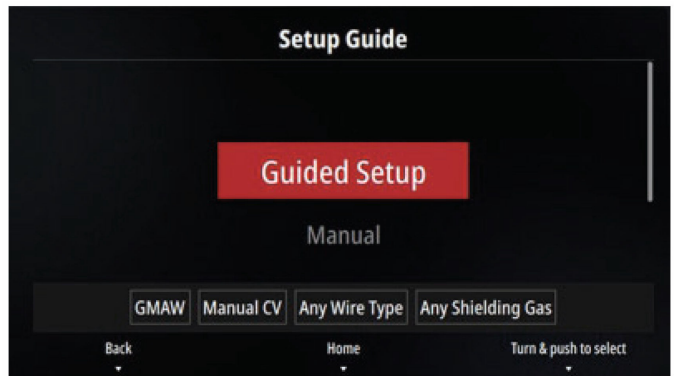 Setup Guide
Guided Setup
Manual
GMAW Manual CV Any Wire Type Any Shielding Gas
Back Home Turn & push to select